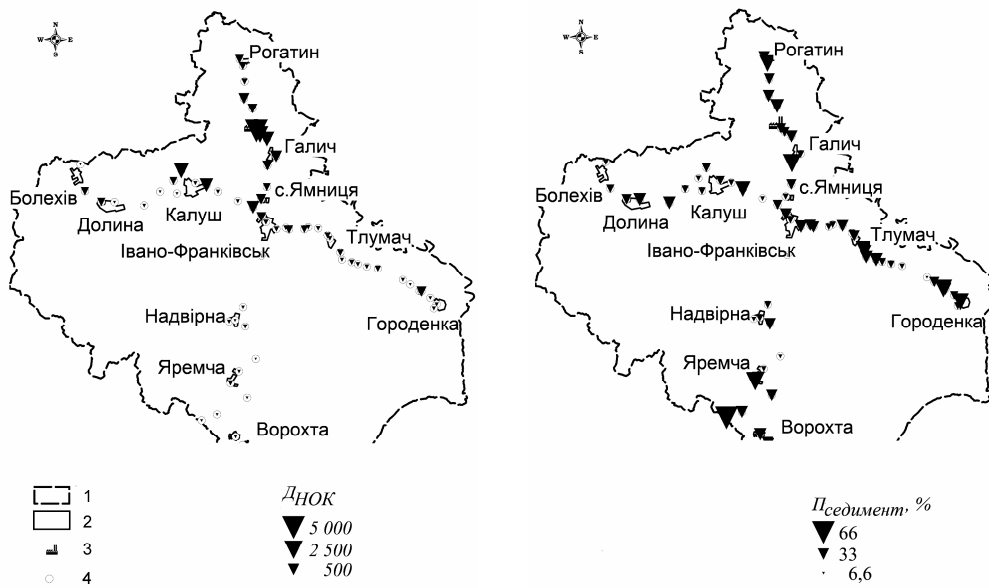 N
W E
S
Рогатин
Галич
с.Ямниця
Болехів
Долина
Калуш
Івано-Франківськ
Тлумач
Надвірна
Городенка
Яремча
Ворохта
1
2
3
4
ДНОК
5 000
2 500
500
N
W E
S
Рогатин
Галич
с.Ямниця
Болехів
Долина
Калуш
Івано-Франківськ
Тлумач
Надвірна
Городенка
Яремча
Ворохта
Пседимент, %
66
33
6,6